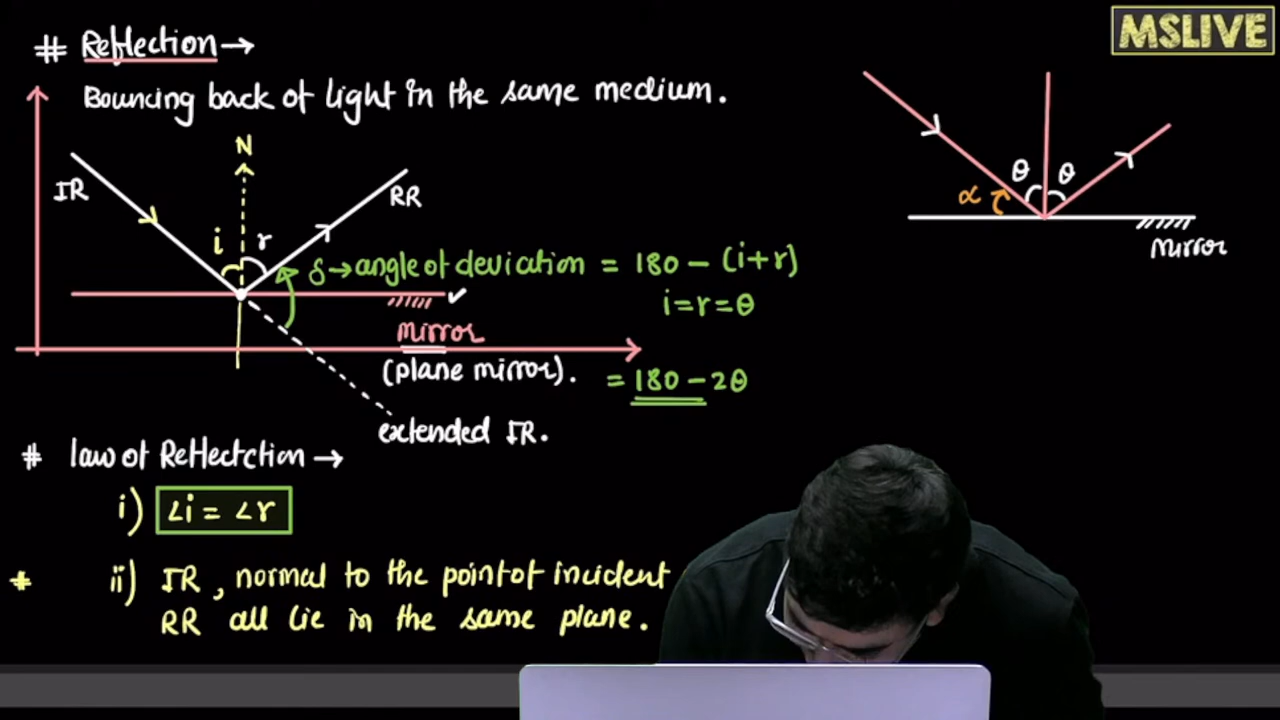 MSLIVE
# Reflection →
Bouncing back of light in the same medium.
N
IR
RR
i
r
δ → angle of deviation = 180 - (i+r)
i=r=θ
= 180 - 2θ
mirror
(plane mirror).
extended IR.
θ θ
α
mirror
# law of Reflectction →
i) ∠i = ∠r
* ii) IR, normal to the point of incident
RR all lie in the same plane.